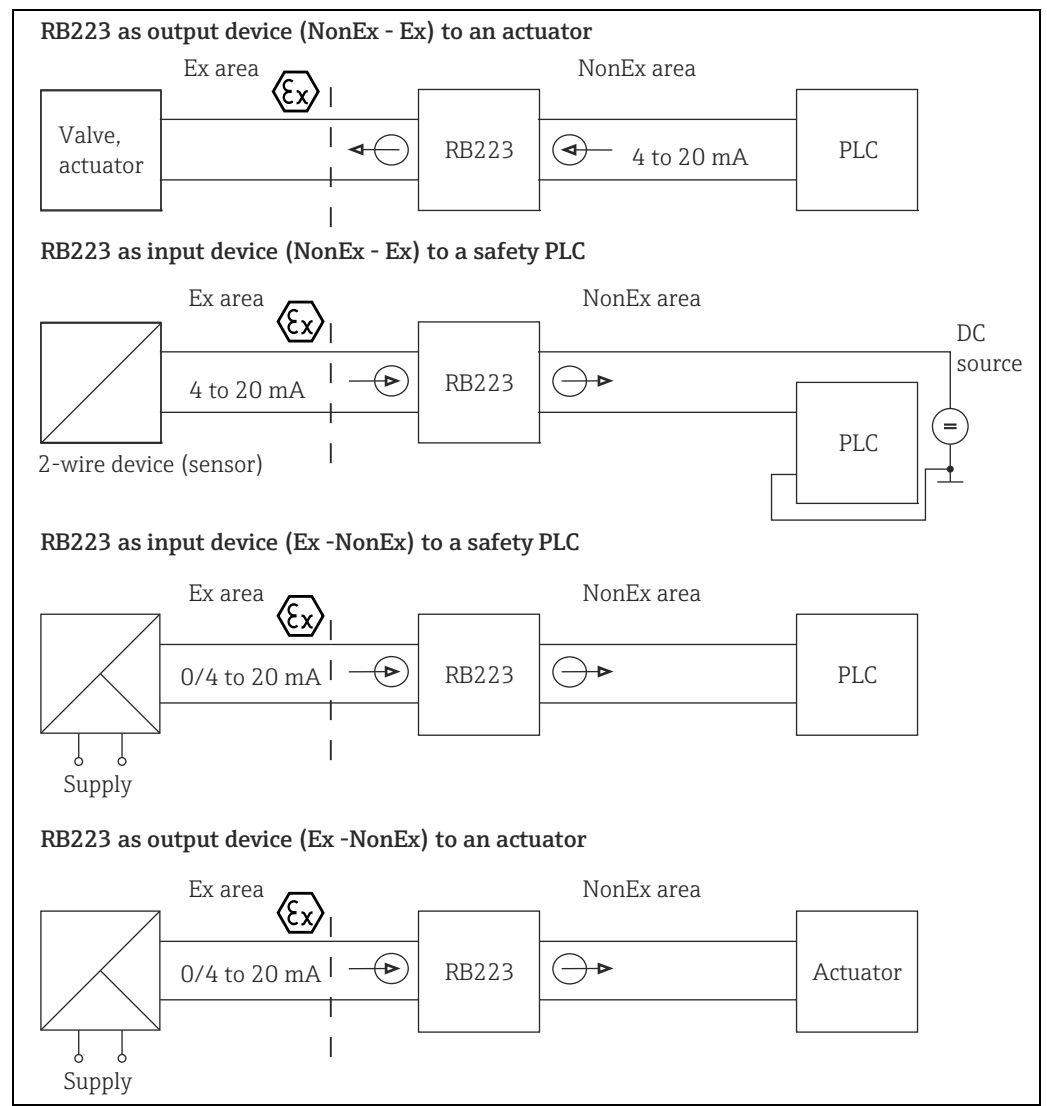 RB223 as output device (NonEx - Ex) to an actuator
Ex area
NonEx area
Ex
Valve,
actuator
RB223
4 to 20 mA
PLC
RB223 as input device (NonEx - Ex) to a safety PLC
Ex area
NonEx area
Ex
DC
source
4 to 20 mA
RB223
=
PLC
2-wire device (sensor)
RB223 as input device (Ex -NonEx) to a safety PLC
Ex area
NonEx area
Ex
0/4 to 20 mA
RB223
PLC
Supply
RB223 as output device (Ex -NonEx) to an actuator
Ex area
NonEx area
Ex
0/4 to 20 mA
RB223
Actuator
Supply